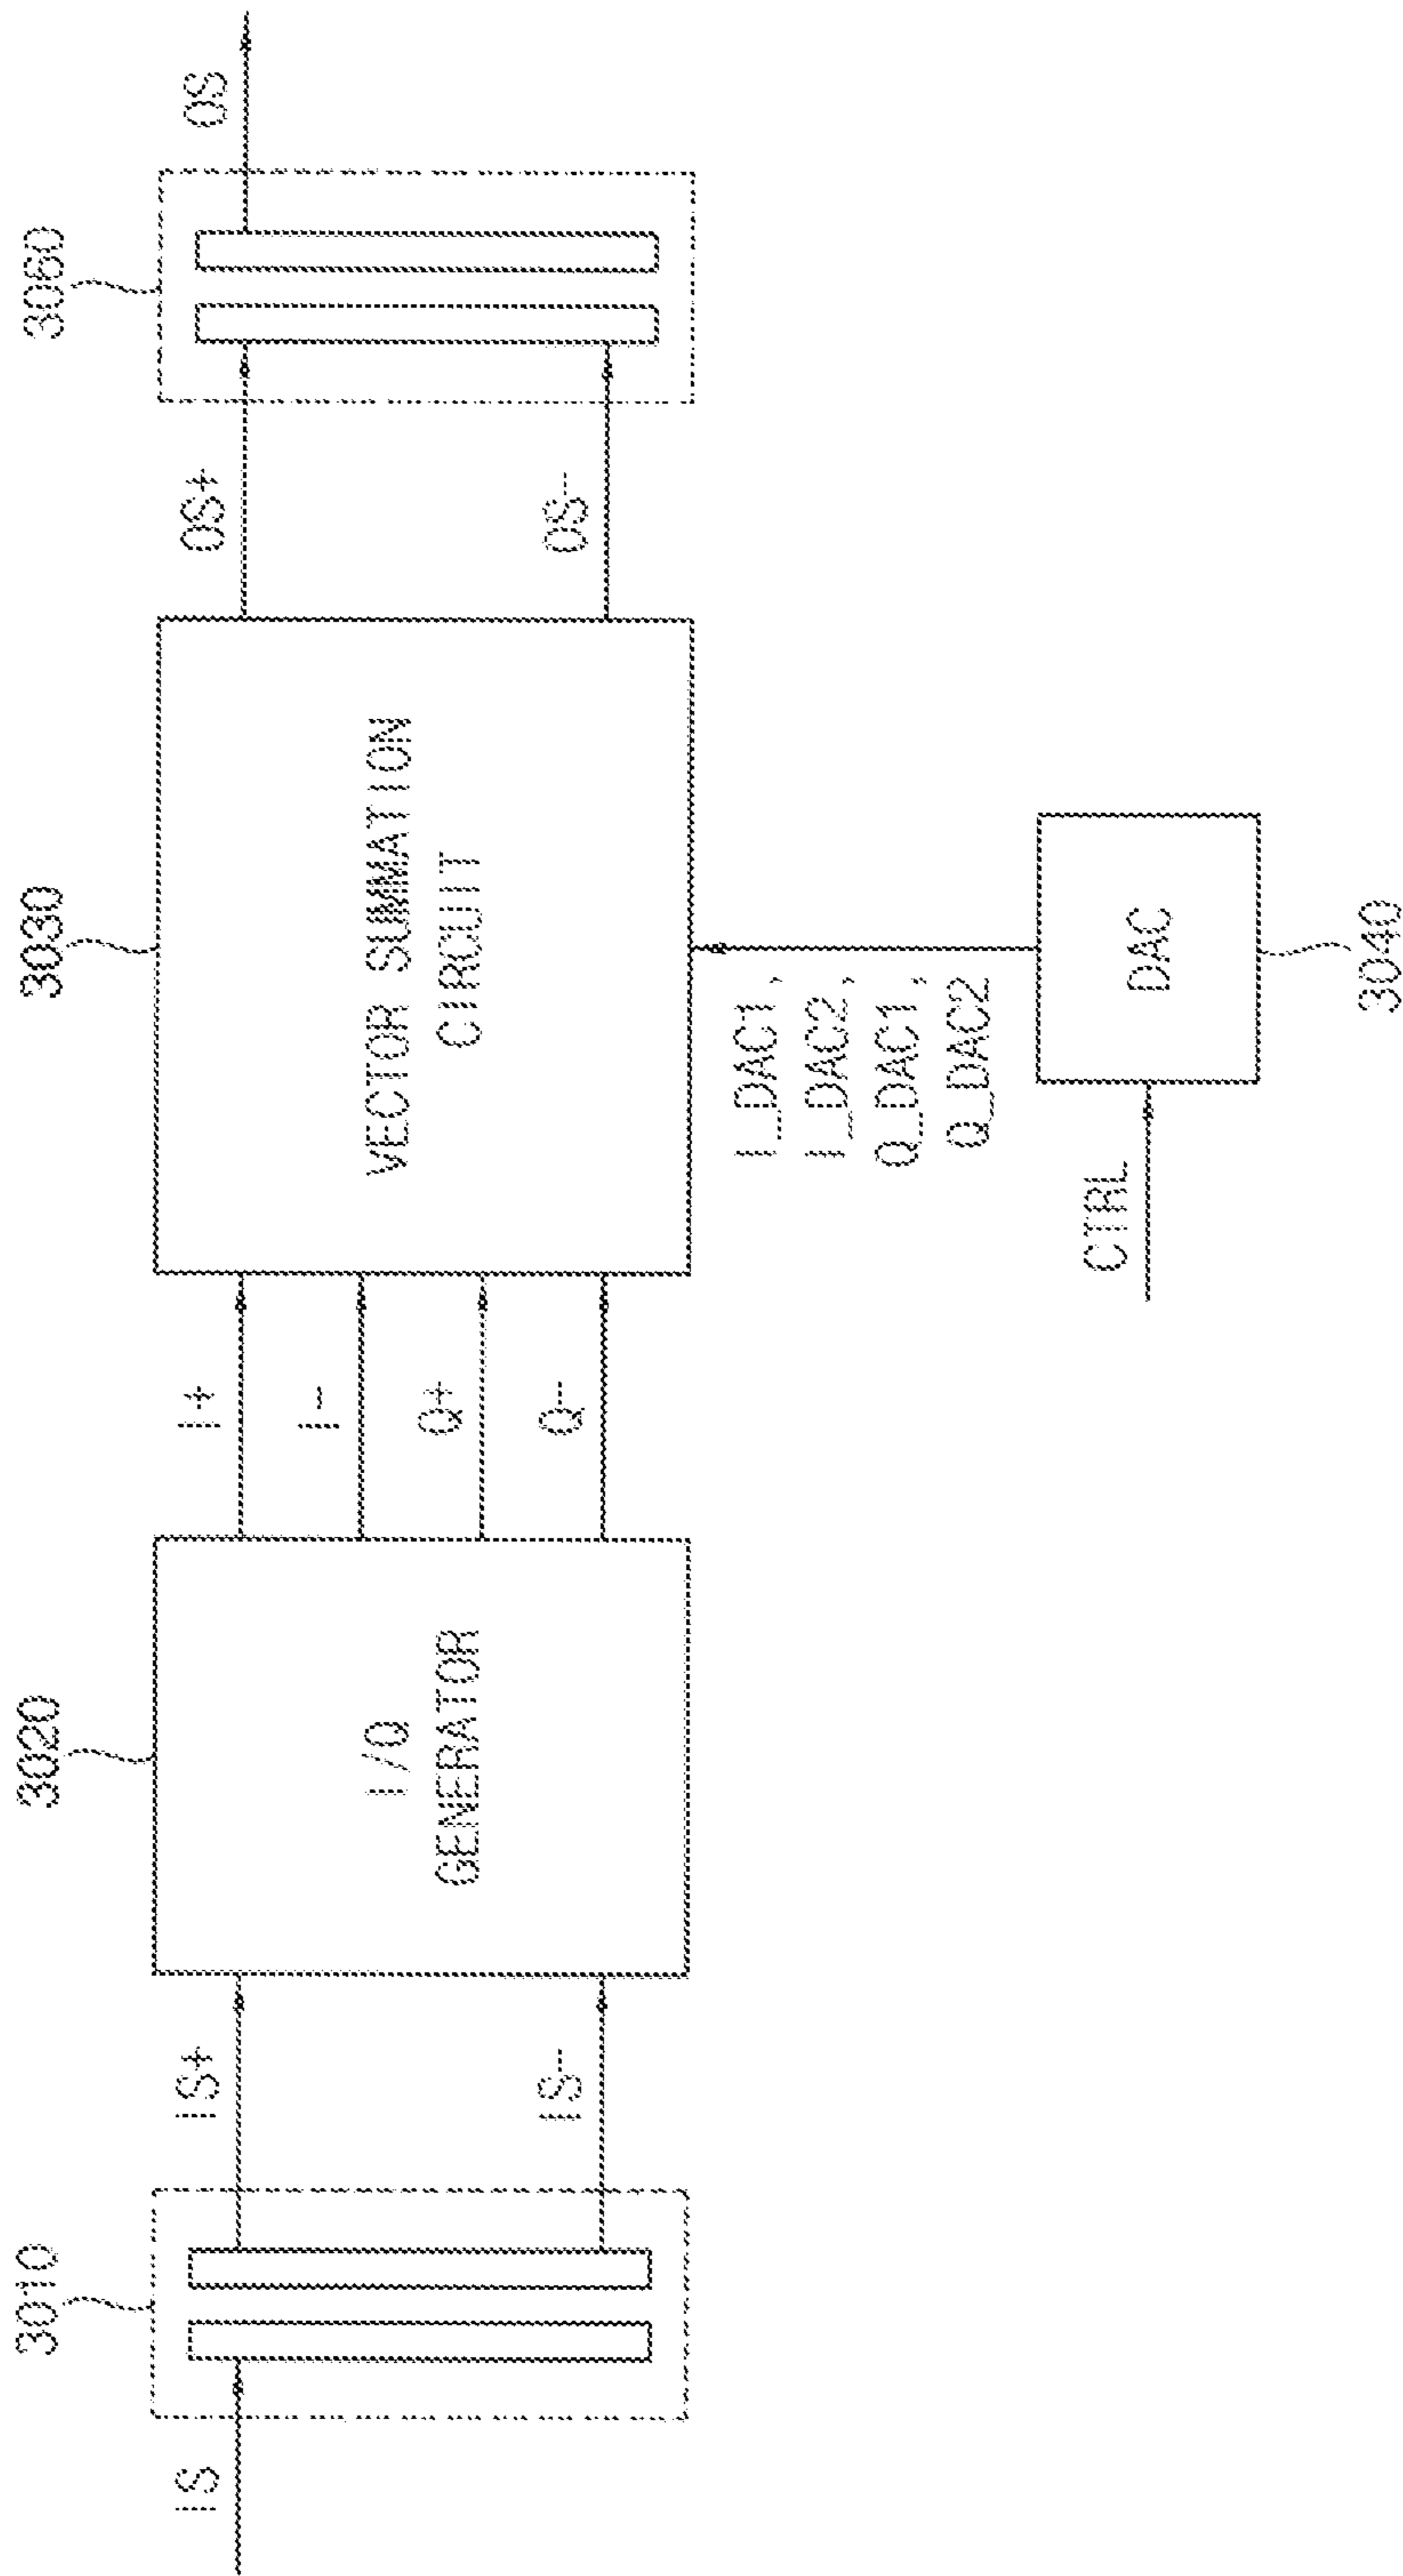 3010
3020
3030
3060
IS
IS+
IS-
I/Q
GENERATOR
I+
I-
Q+
Q-
VECTOR SUMMATION
CIRCUIT
OS+
OS-
OS
I_DAC1,
I_DAC2,
Q_DAC1,
Q_DAC2
CTRL
DAC
3040